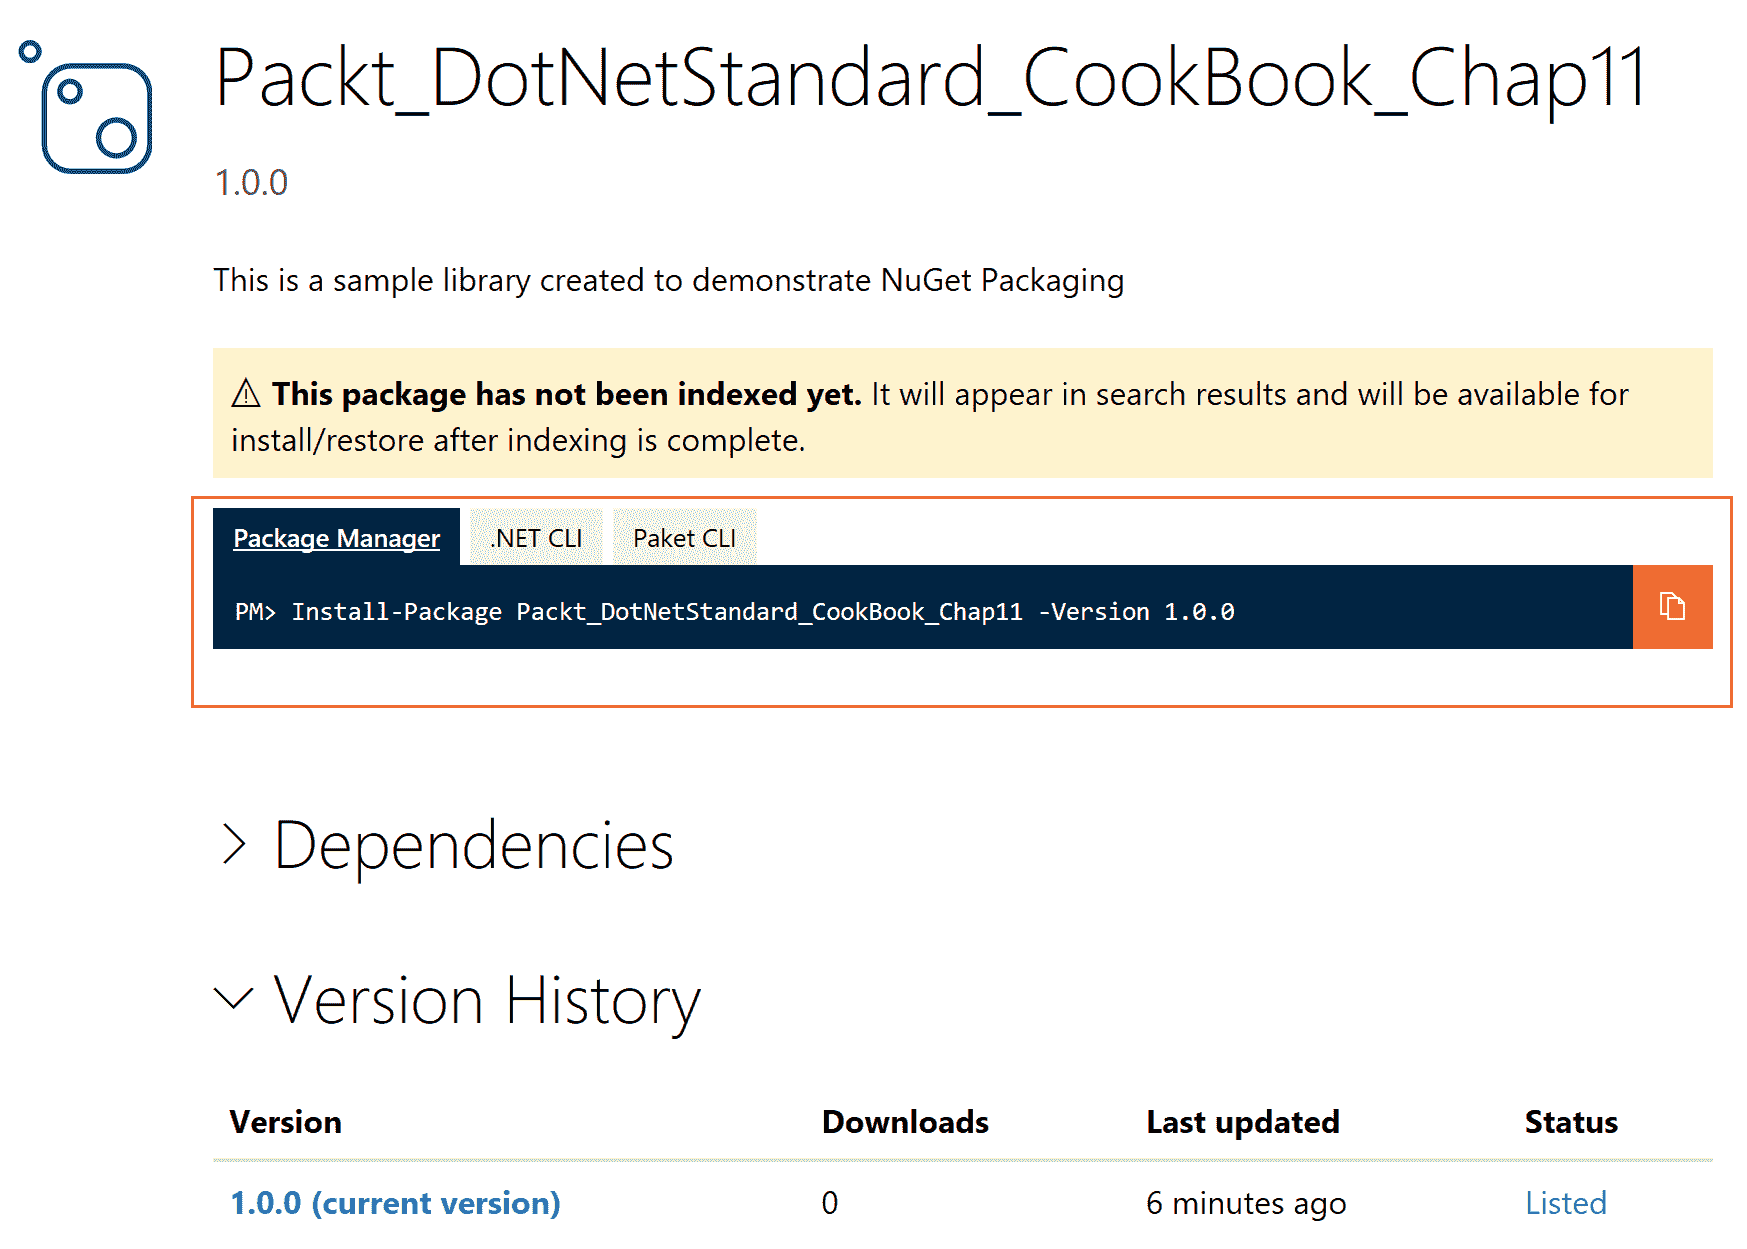 Packt_DotNetStandard_CookBook_Chap11
1.0.0
This is a sample library created to demonstrate NuGet Packaging
This package has not been indexed yet. It will appear in search results and will be available for
install/restore after indexing is complete.
Package Manager .NET CLI Paket CLI
PM> Install-Package Packt_DotNetStandard_CookBook_Chap11 -Version 1.0.0
Dependencies
Version History
Version Downloads Last updated Status
1.0.0 (current version) 0 6 minutes ago Listed